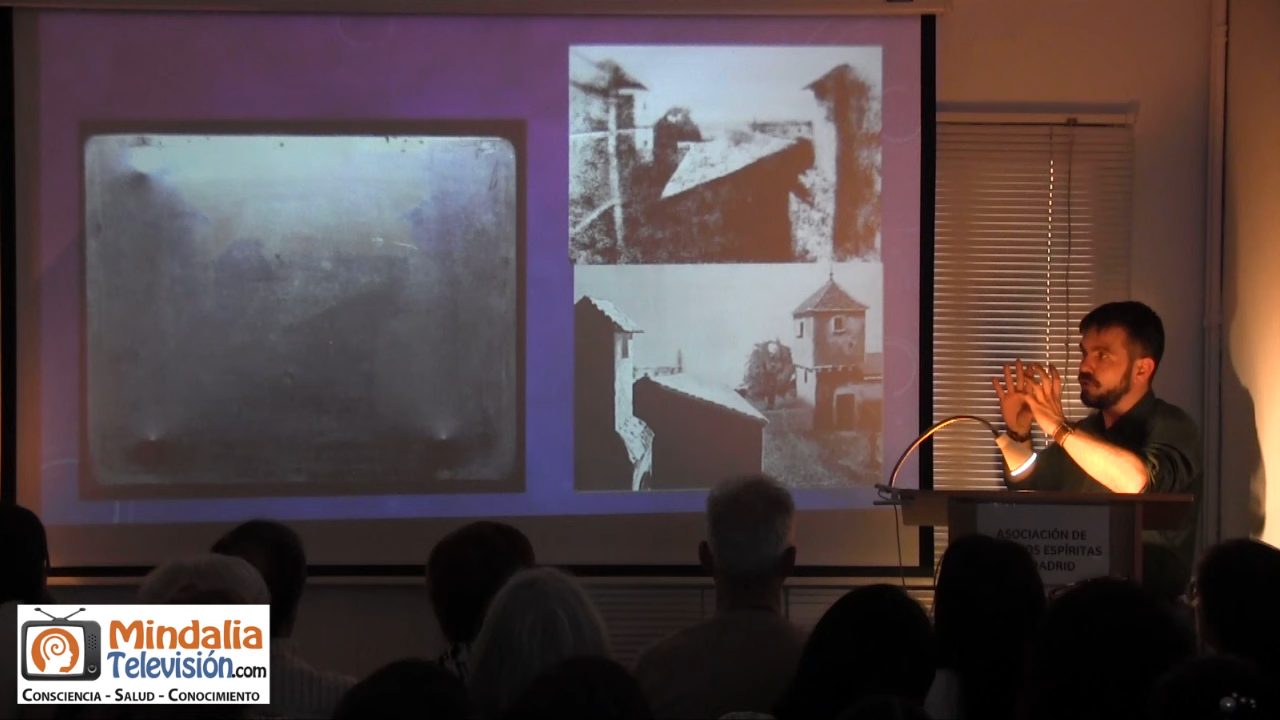 ASOCIACIÓN DE
ESPÍRITAS
MADRID
Mindalia
Televisión.com
CONSCIENCIA - SALUD - CONOCIMIENTO